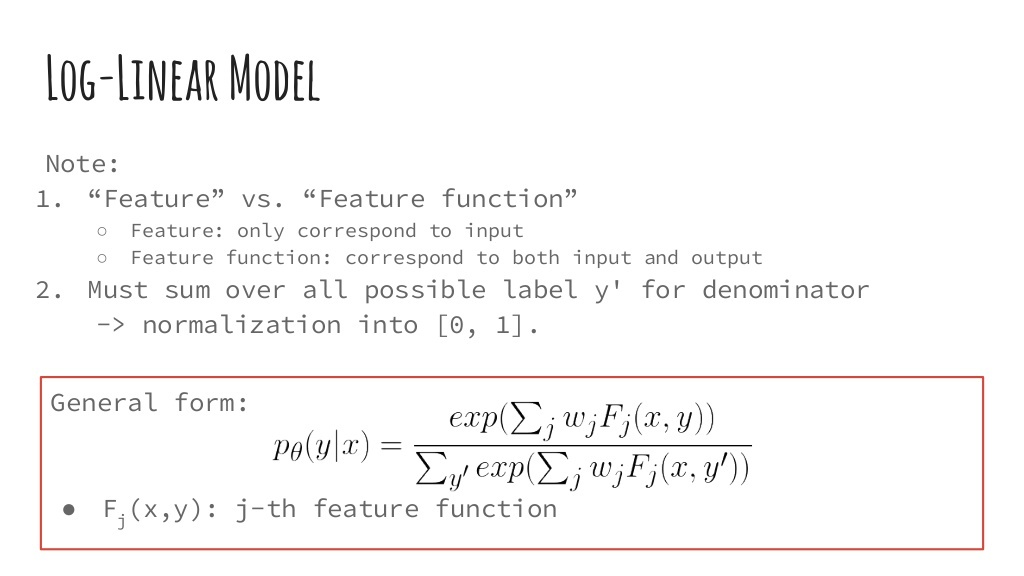 Log-Linear Model
Note:
1. “Feature” vs. “Feature function”
○ Feature: only correspond to input
○ Feature function: correspond to both input and output
2. Must sum over all possible label y' for denominator
-> normalization into [0, 1].
General form:
p_θ(y|x) = exp(∑_j w_j F_j(x, y)) / ∑_{y′} exp(∑_j w_j F_j(x, y′))
● F_j(x,y): j-th feature function